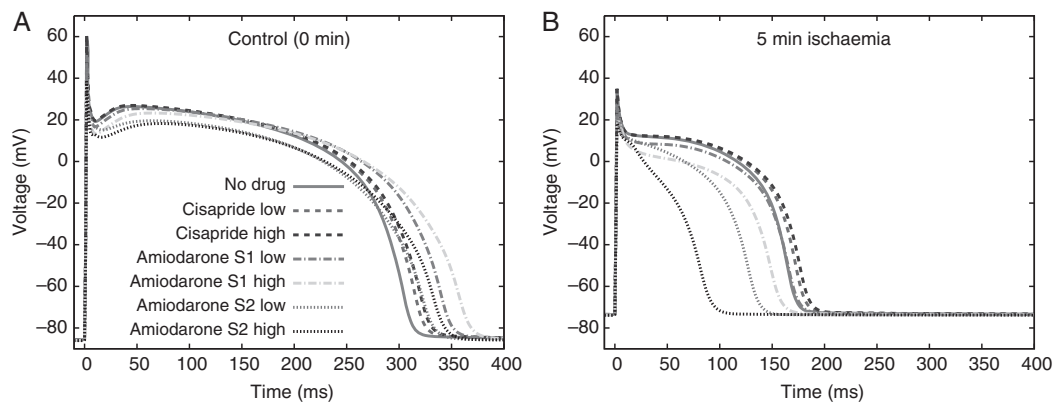 A
Control (0 min)
60
40
20
0
−20
−40
−60
−80
Voltage (mV)
No drug
Cisapride low
Cisapride high
Amiodarone S1 low
Amiodarone S1 high
Amiodarone S2 low
Amiodarone S2 high
0 50 100 150 200 250 300 350 400
Time (ms)
B
5 min ischaemia
60
40
20
0
−20
−40
−60
−80
Voltage (mV)
0 50 100 150 200 250 300 350 400
Time (ms)